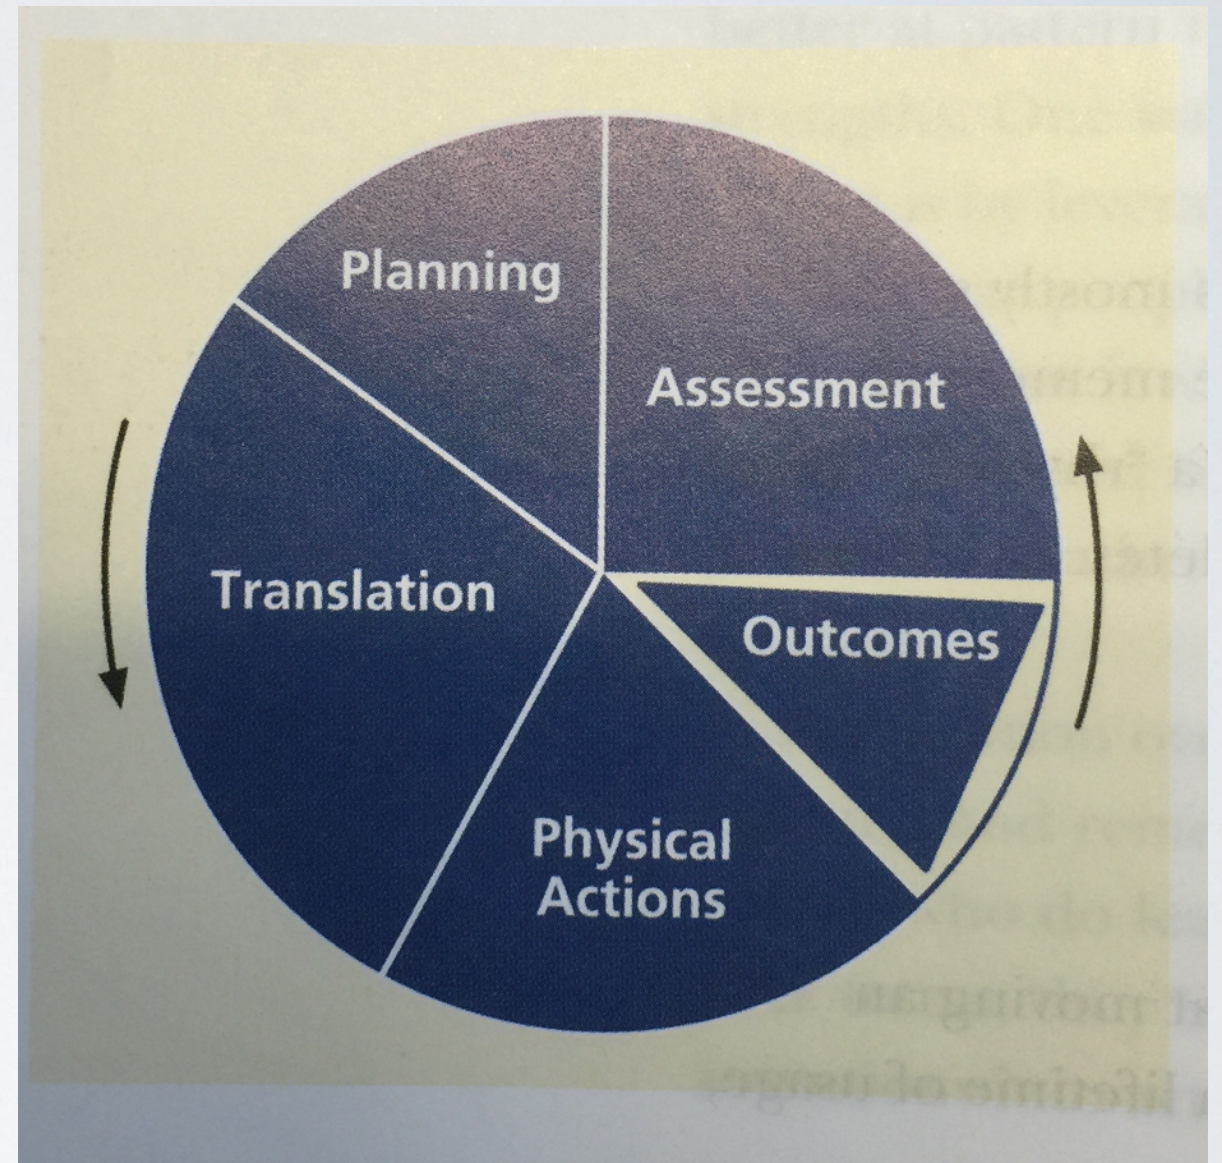 Planning
Assessment
Translation
Outcomes
Physical
Actions